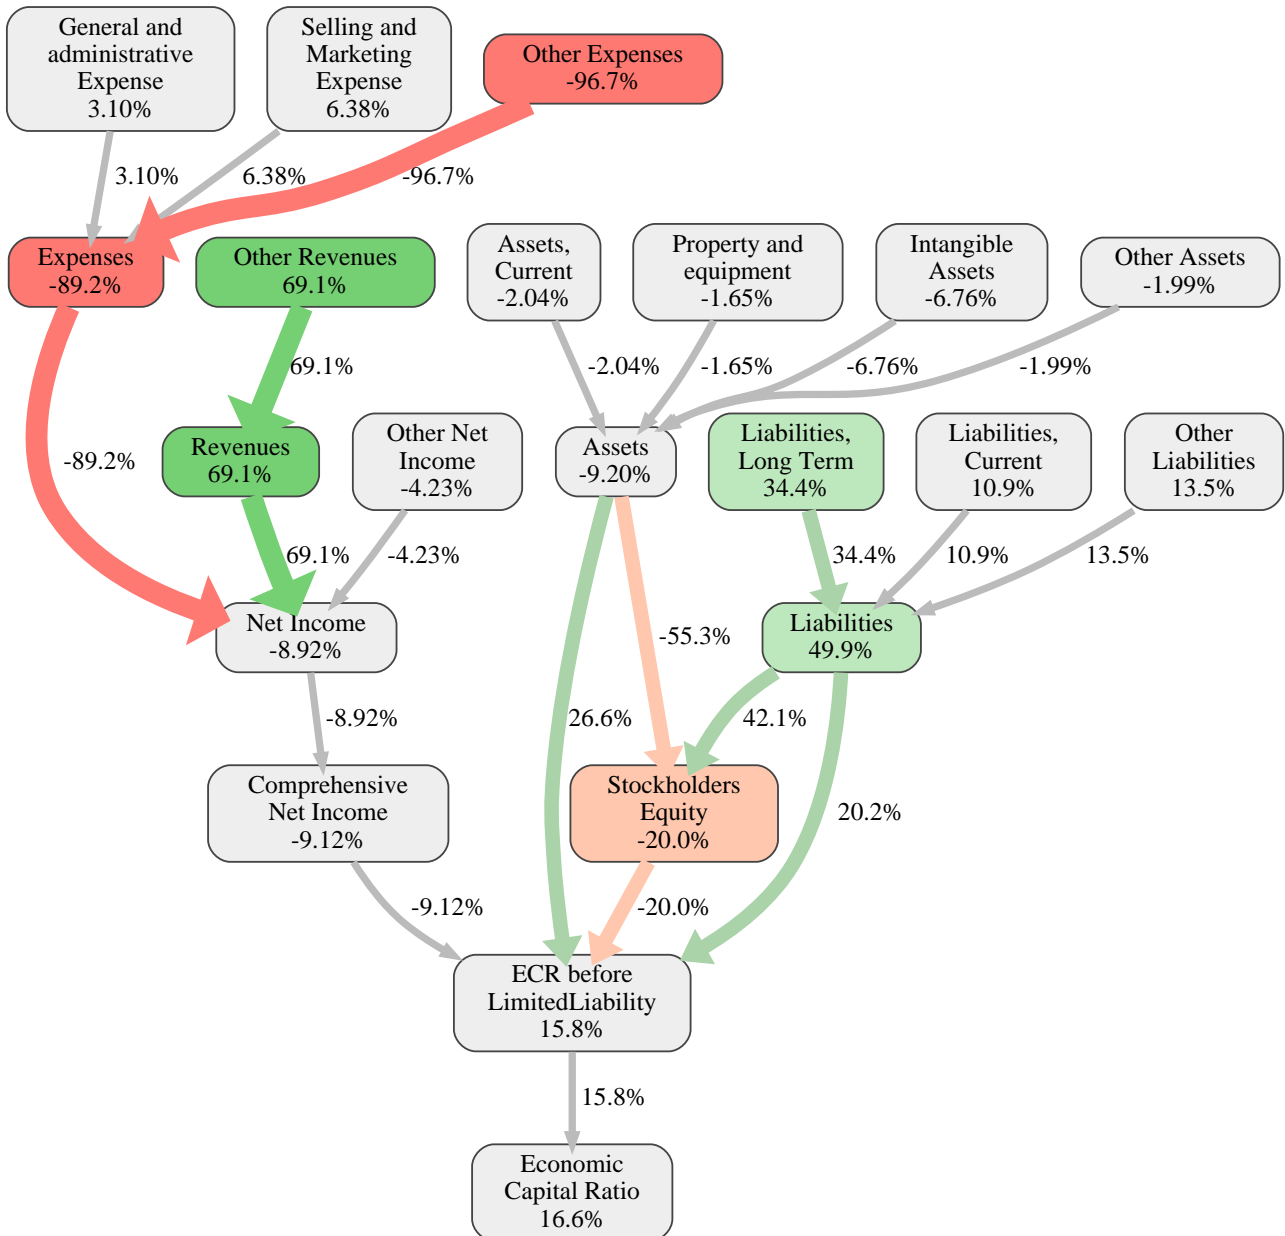 General and
administrative
Expense
3.10%
Selling and
Marketing
Expense
6.38%
Other Expenses
-96.7%
3.10%
6.38%
-96.7%
Expenses
-89.2%
Other Revenues
69.1%
Assets,
Current
-2.04%
Property and
equipment
-1.65%
Intangible
Assets
-6.76%
Other Assets
-1.99%
69.1%
-2.04%
-1.65%
-6.76%
-1.99%
-89.2%
Revenues
69.1%
Other Net
Income
-4.23%
Assets
-9.20%
Liabilities,
Long Term
34.4%
Liabilities,
Current
10.9%
Other
Liabilities
13.5%
69.1%
-4.23%
34.4%
10.9%
13.5%
Net Income
-8.92%
-55.3%
Liabilities
49.9%
-8.92%
26.6%
42.1%
Comprehensive
Net Income
-9.12%
Stockholders
Equity
-20.0%
20.2%
-9.12%
-20.0%
ECR before
LimitedLiability
15.8%
15.8%
Economic
Capital Ratio
16.6%